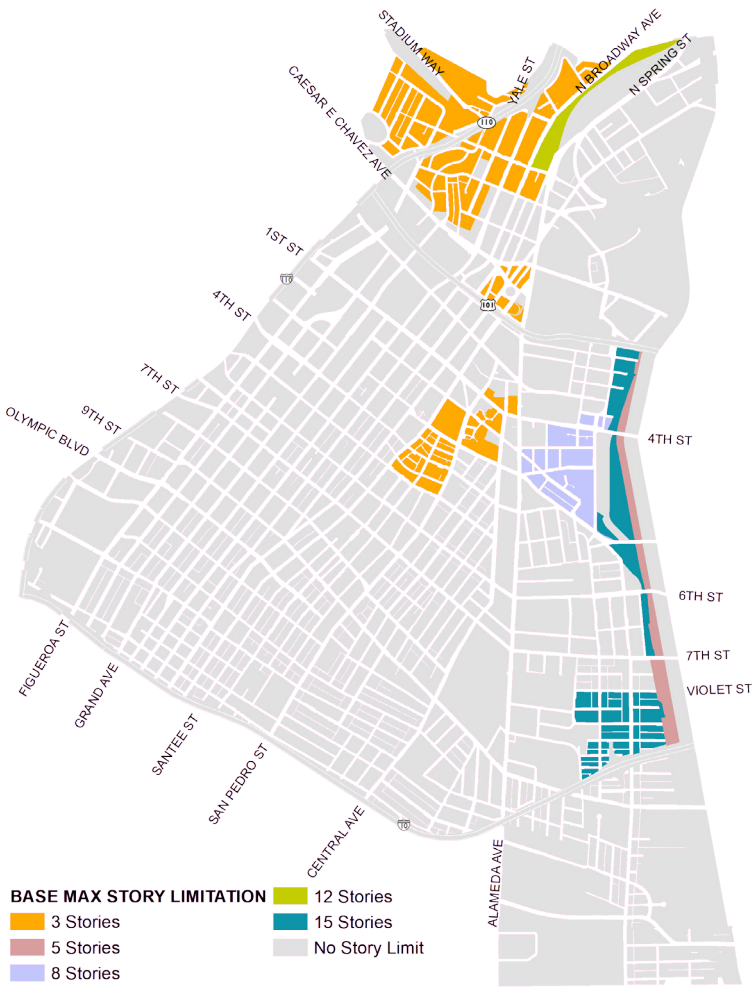 STADIUM WAY
N BROADWAY AVE
N SPRING ST
YALE ST
CAESAR E CHAVEZ AVE
110
1ST ST
110
101
4TH ST
7TH ST
9TH ST
OLYMPIC BLVD
4TH ST
6TH ST
7TH ST
VIOLET ST
FIGUEROA ST
GRAND AVE
SANTEE ST
SAN PEDRO ST
CENTRAL AVE
10
ALAMEDA AVE
BASE MAX STORY LIMITATION
3 Stories
5 Stories
8 Stories
12 Stories
15 Stories
No Story Limit